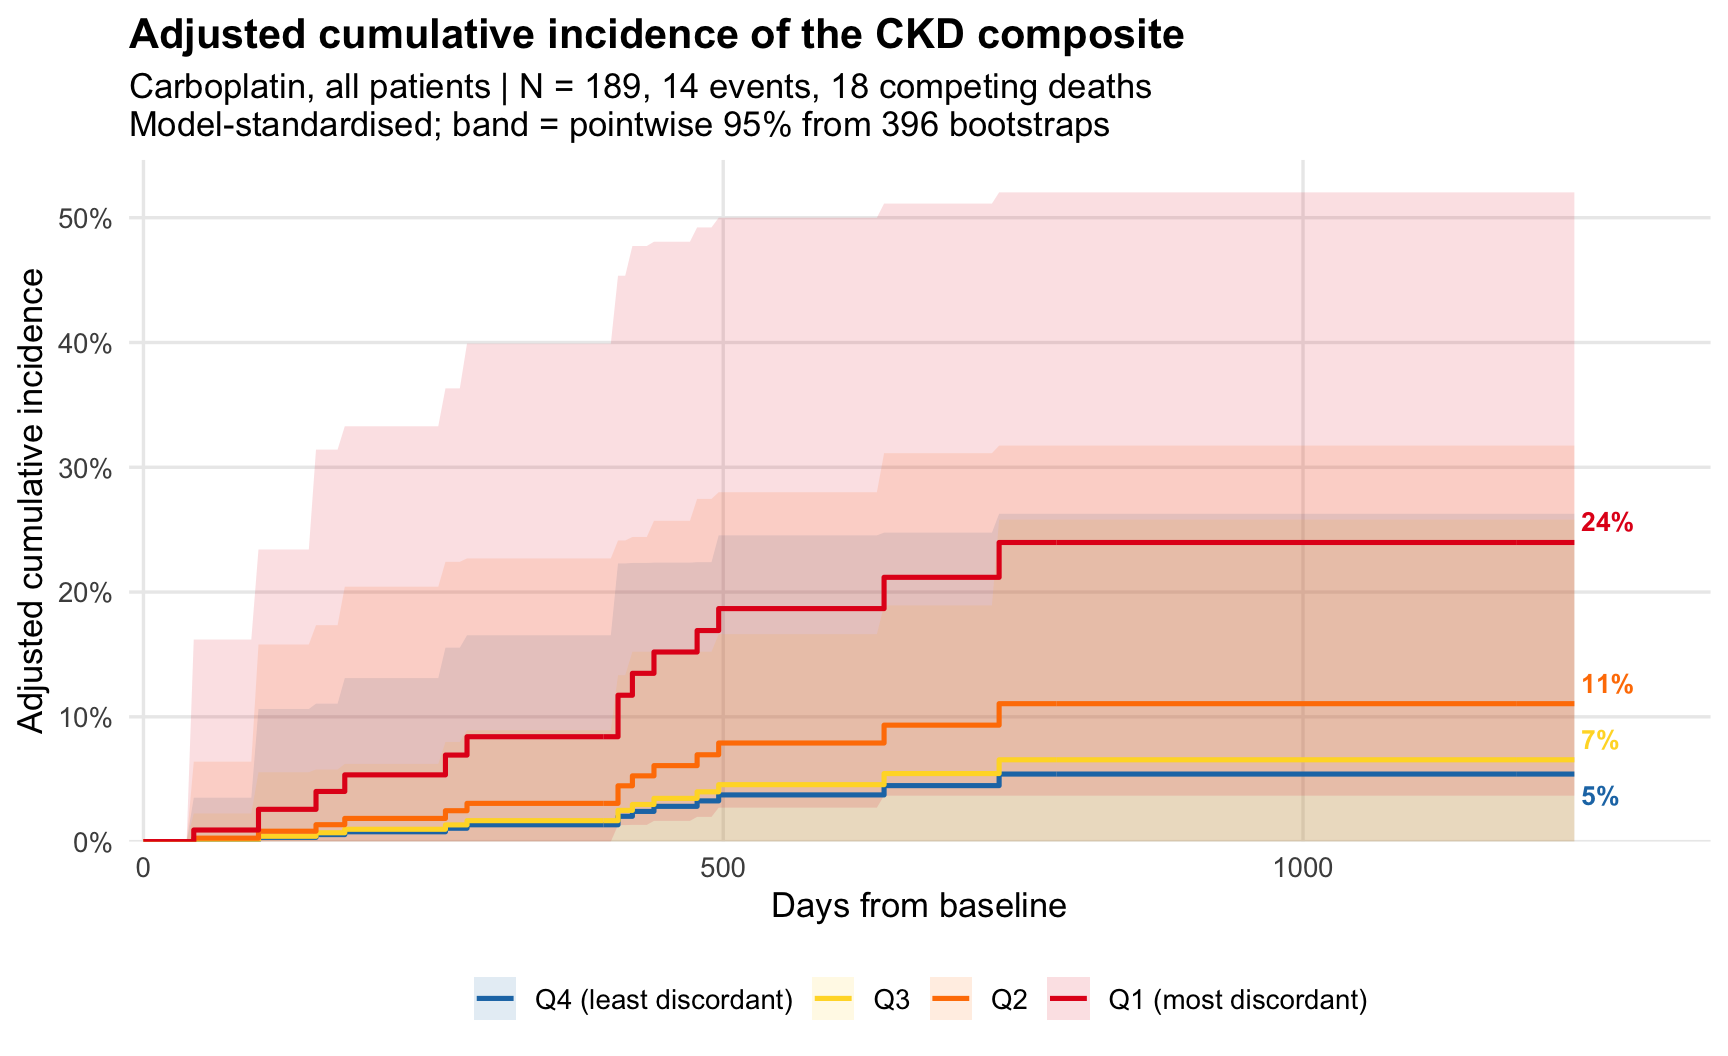 Adjusted cumulative incidence of the CKD composite
Carboplatin, all patients | N = 189, 14 events, 18 competing deaths
Model-standardised; band = pointwise 95% from 396 bootstraps
Adjusted cumulative incidence
50%
40%
30%
20%
10%
0%
24%
11%
7%
5%
0
500
1000
Days from baseline
Q4 (least discordant)
Q3
Q2
Q1 (most discordant)